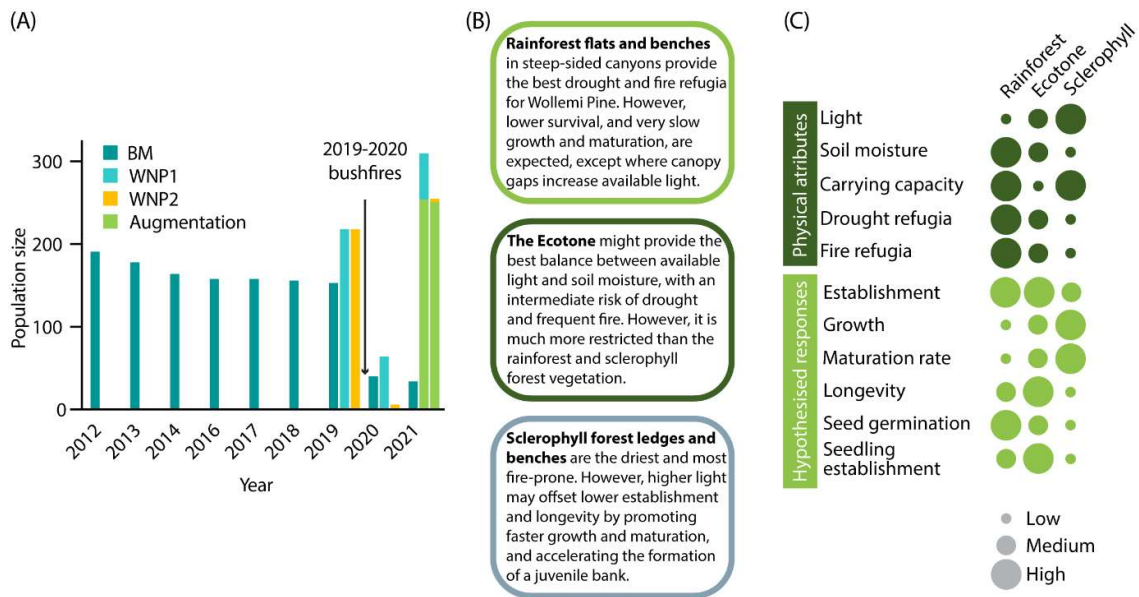 (A)
300
200
100
0
Population size
BM
WNP1
WNP2
Augmentation
2019-2020
bushfires
2012
2013
2014
2016
2017
2018
2019
2020
2021
Year
(B)
Rainforest flats and benches
in steep-sided canyons provide
the best drought and fire refugia
for Wollemi Pine. However,
lower survival, and very slow
growth and maturation, are
expected, except where canopy
gaps increase available light.
The Ecotone might provide the
best balance between available
light and soil moisture, with an
intermediate risk of drought
and frequent fire. However, it is
much more restricted than the
rainforest and sclerophyll
forest vegetation.
Sclerophyll forest ledges and
benches are the driest and most
fire-prone. However, higher light
may offset lower establishment
and longevity by promoting
faster growth and maturation,
and accelerating the formation
of a juvenile bank.
(C)
Rainforest
Ecotone
Sclerophyll
Physical atributes
Light
Soil moisture
Carrying capacity
Drought refugia
Fire refugia
Hypothesised responses
Establishment
Growth
Maturation rate
Longevity
Seed germination
Seedling
establishment
Low
Medium
High